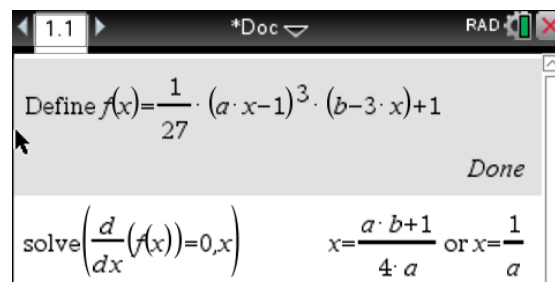 1.1 *Doc RAD
Define f(x)=1/27·(a·x−1)^3·(b−3·x)+1
Done
solve(d/dx(f(x))=0,x) x=(a·b+1)/(4·a) or x=1/a